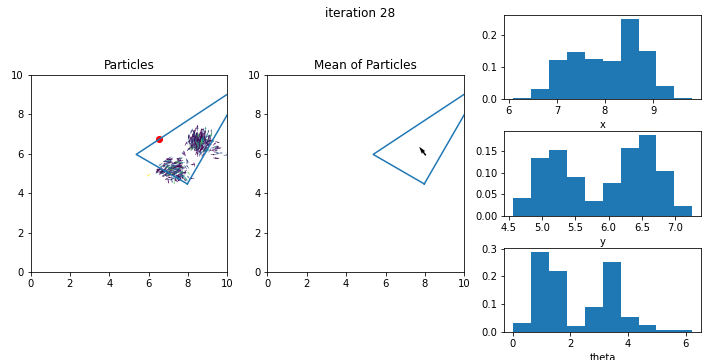 iteration 28
Particles
10
8
6
4
2
0
0 2 4 6 8 10
Mean of Particles
10
8
6
4
2
0
0 2 4 6 8 10
0.2
0.1
0.0
6 7 8 9
x
0.15
0.10
0.05
0.00
4.5 5.0 5.5 6.0 6.5 7.0
y
0.3
0.2
0.1
0.0
0 2 4 6
theta